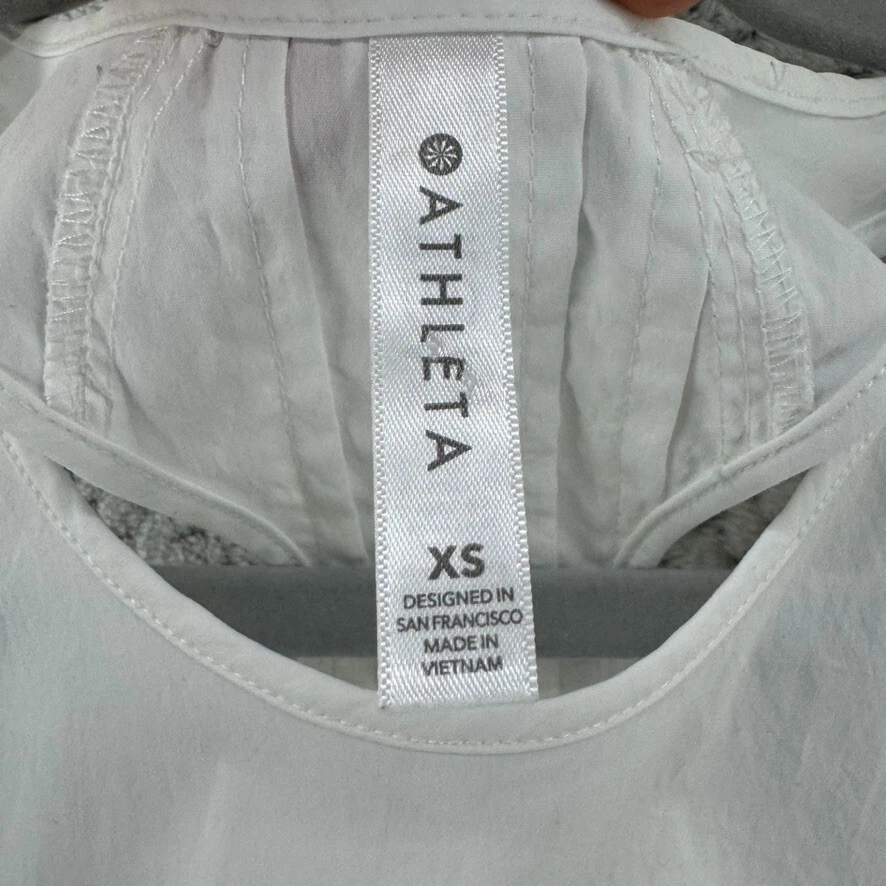 ATHLETA
XS
DESIGNED IN
SAN FRANCISCO
MADE IN
VIETNAM